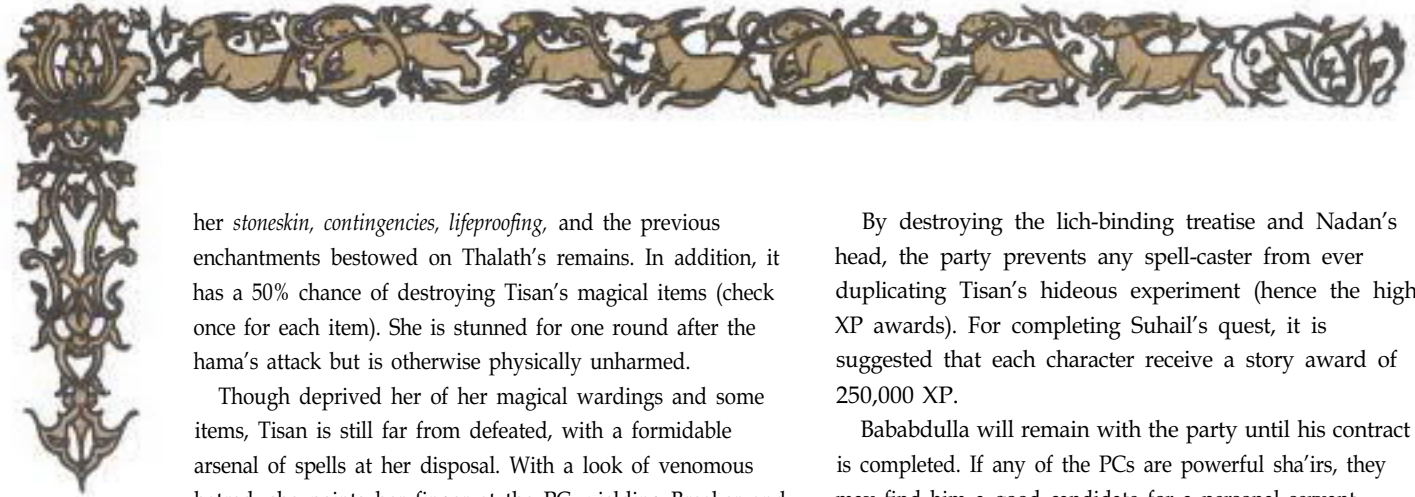 her stoneskin, contingencies, lifeproofing, and the previous
enchantments bestowed on Thalath's remains. In addition, it
has a 50% chance of destroying Tisan's magical items (check
once for each item). She is stunned for one round after the
hama's attack but is otherwise physically unharmed.
Though deprived her of her magical wardings and some
items, Tisan is still far from defeated, with a formidable
arsenal of spells at her disposal. With a look of venomous
By destroying the lich-binding treatise and Nadan's
head, the party prevents any spell-caster from ever
duplicating Tisan's hideous experiment (hence the high
XP awards). For completing Suhail's quest, it is
suggested that each character receive a story award of
250,000 XP.
Bababdulla will remain with the party until his contract
is completed. If any of the PCs are powerful sha'irs, they